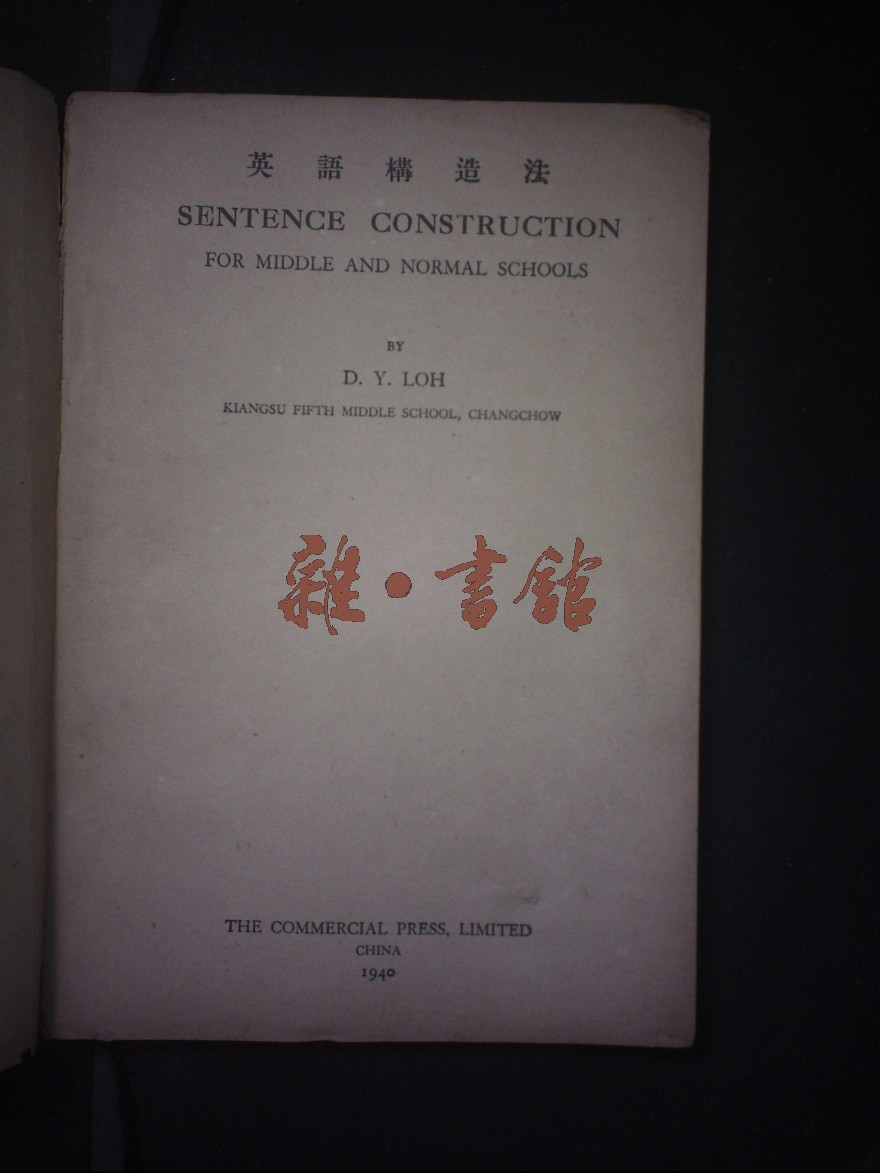 英語構造法
SENTENCE CONSTRUCTION
FOR MIDDLE AND NORMAL SCHOOLS
BY
D. Y. LOH
KIANGSU FIFTH MIDDLE SCHOOL, CHANGCHOW
雜·書館
THE COMMERCIAL PRESS, LIMITED
CHINA
1940